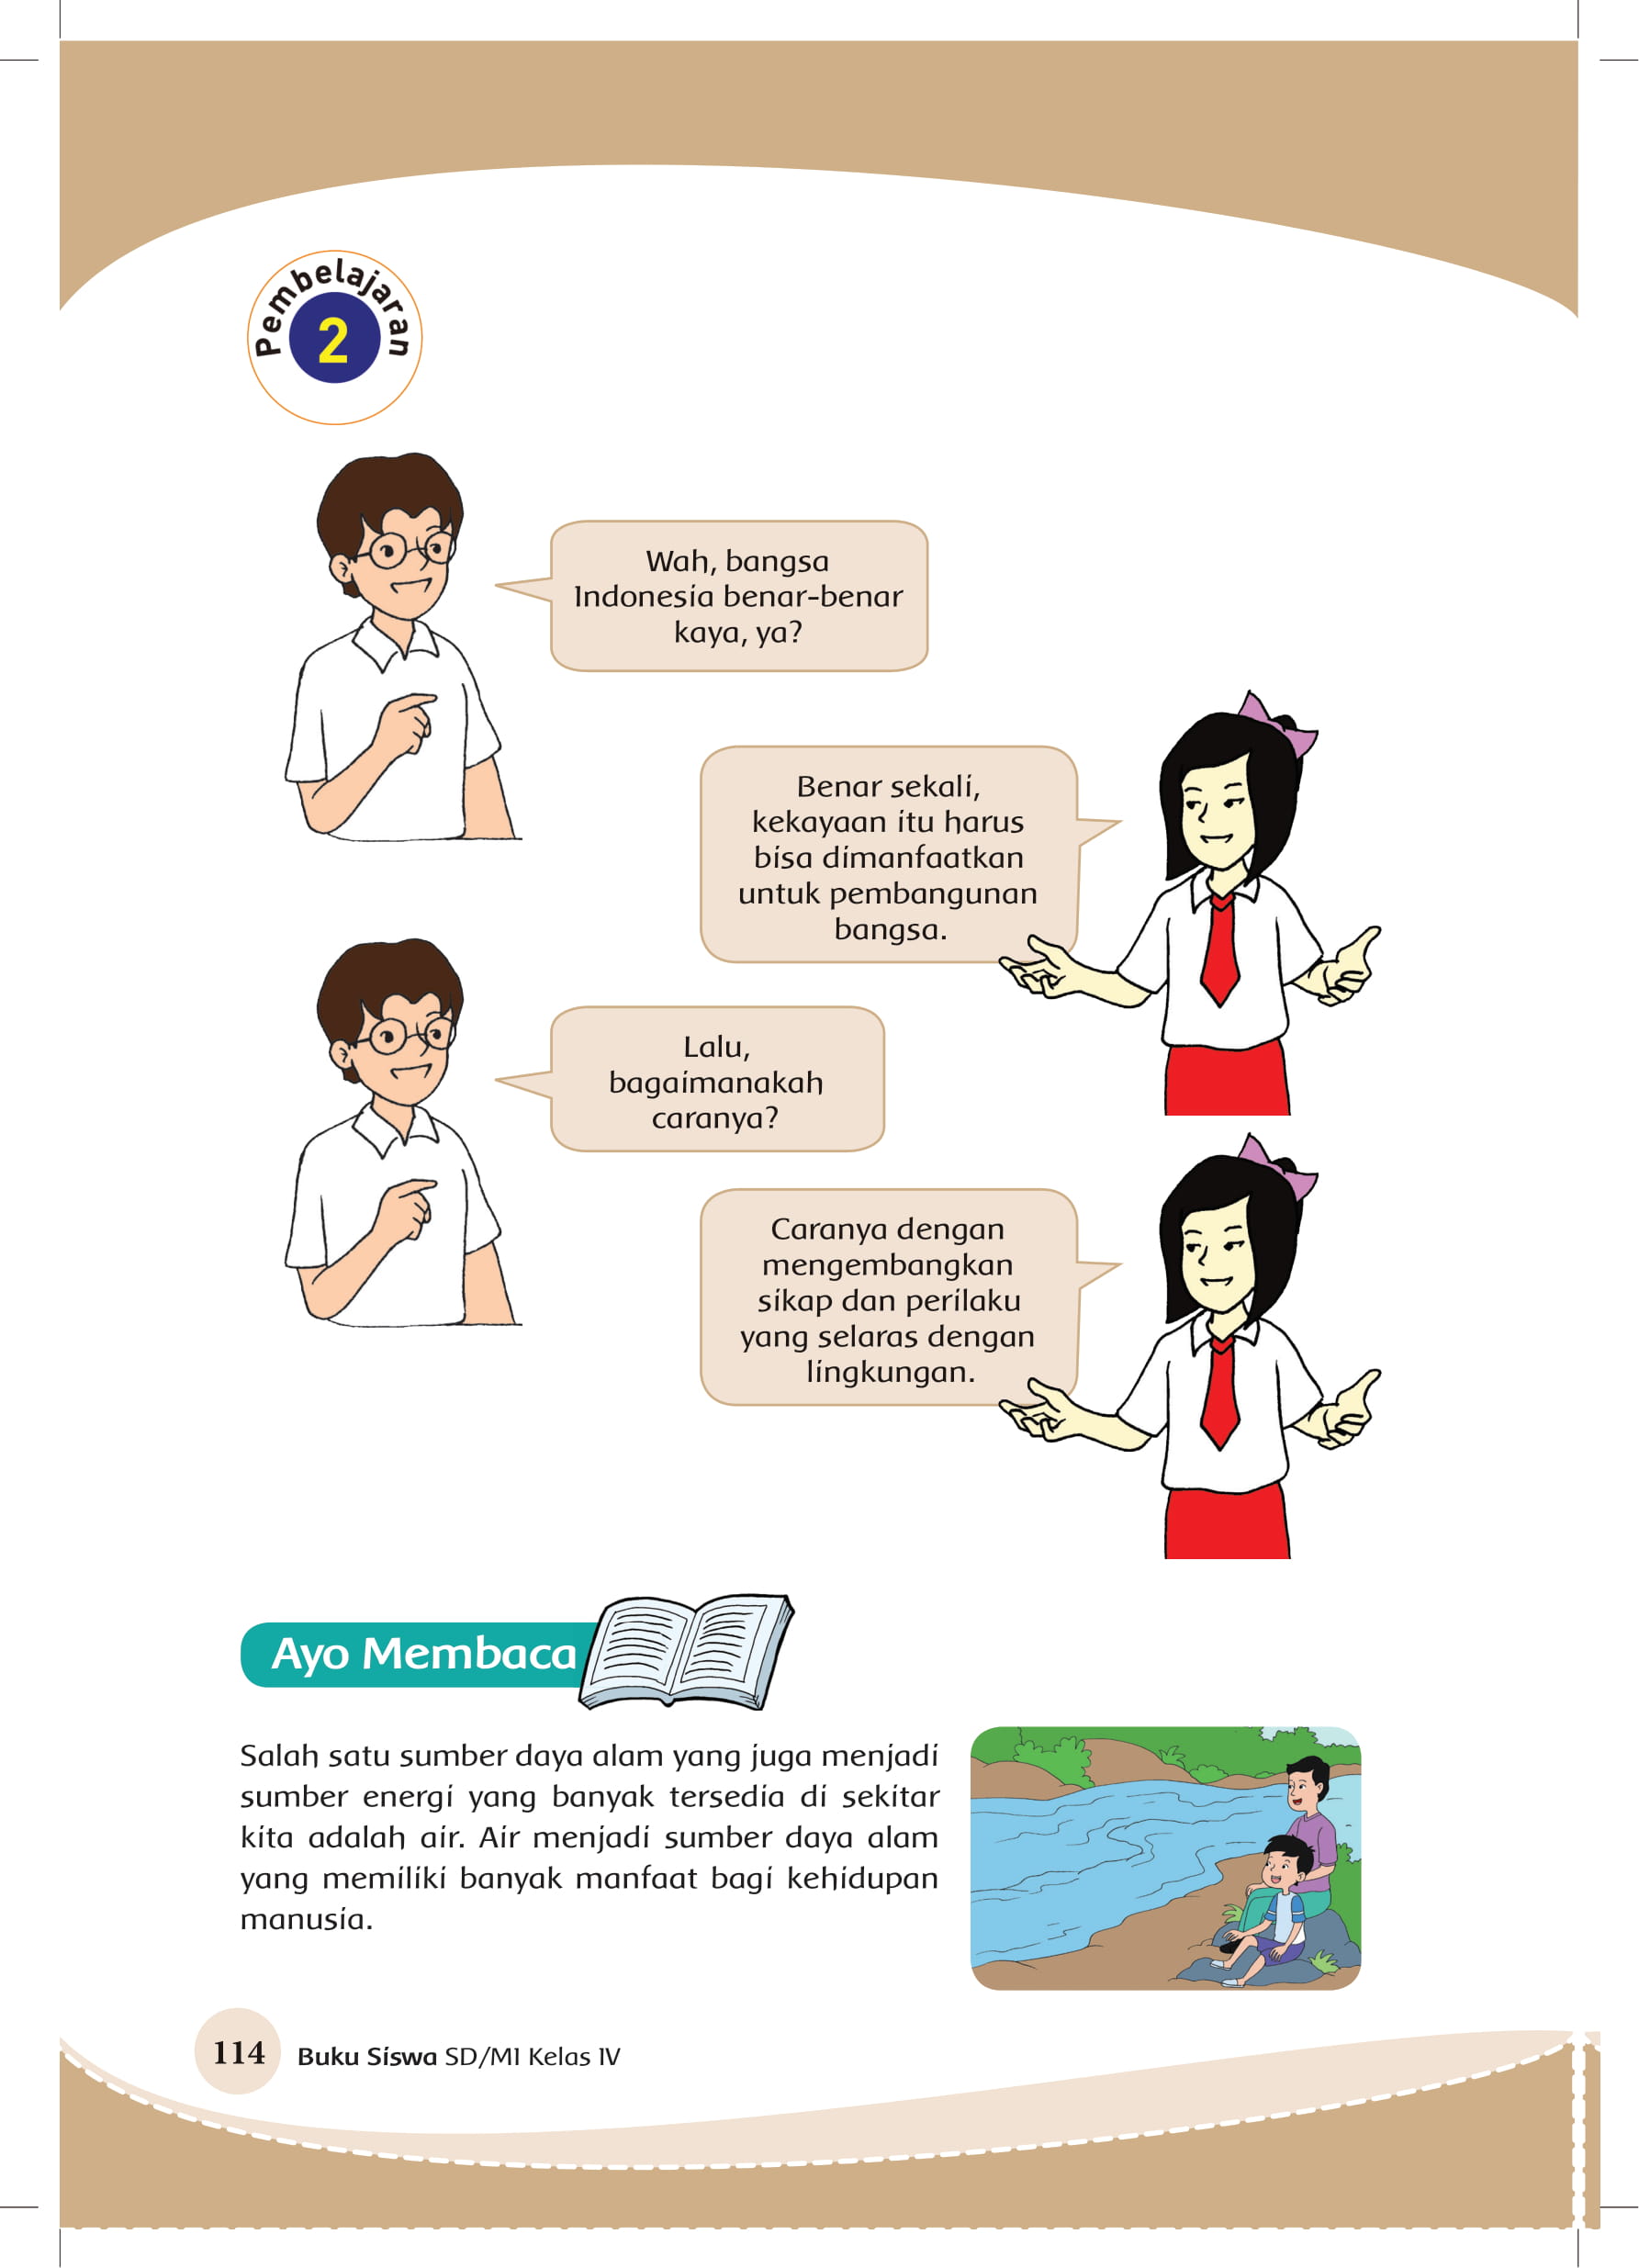 Pembelajaran
2
Wah, bangsa
Indonesia benar-benar
kaya, ya?
Benar sekali,
kekayaan itu harus
bisa dimanfaatkan
untuk pembangunan
bangsa.
Lalu,
bagaimanakah
caranya?
Caranya dengan
mengembangkan
sikap dan perilaku
yang selaras dengan
lingkungan.
Ayo Membaca
Salah satu sumber daya alam yang juga menjadi
sumber energi yang banyak tersedia di sekitar
kita adalah air. Air menjadi sumber daya alam
yang memiliki banyak manfaat bagi kehidupan
manusia.
114 Buku Siswa SD/MI Kelas IV